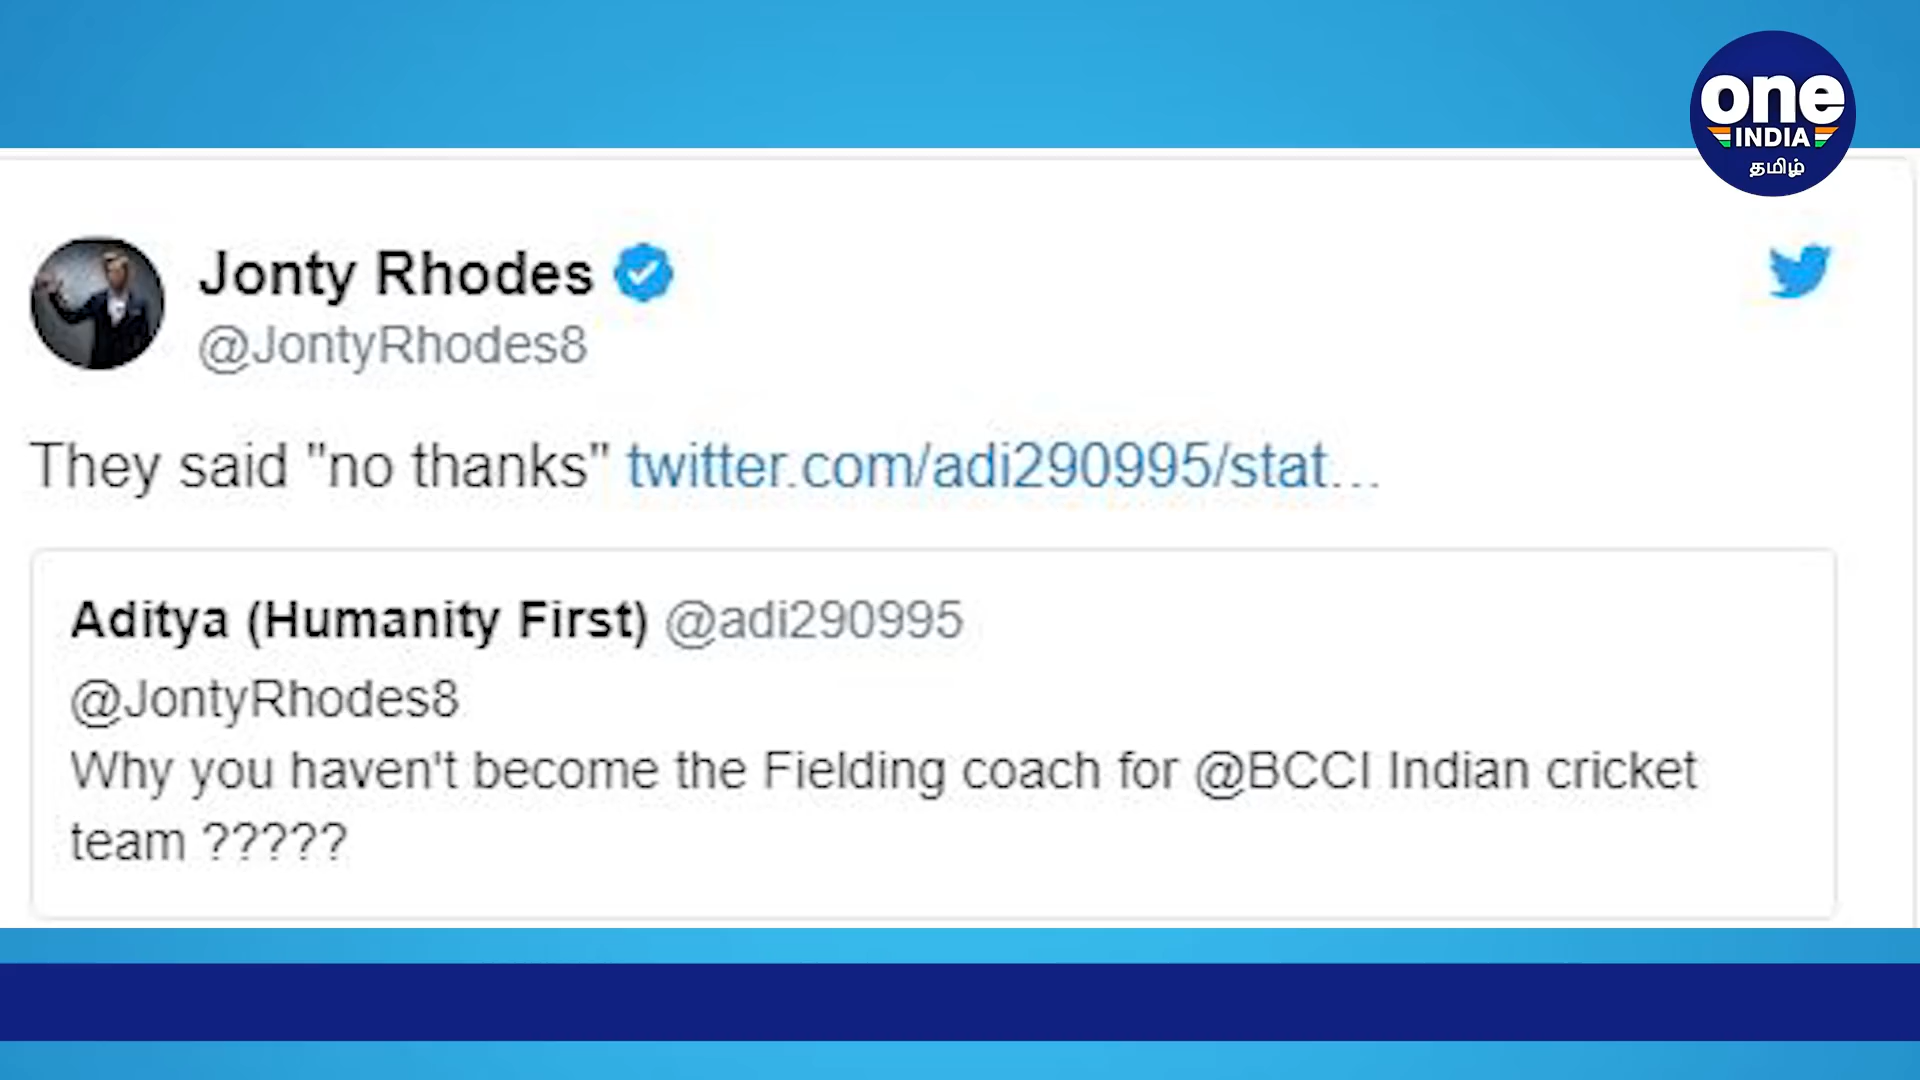 one
INDIA
தமிழ்
Jonty Rhodes
@JontyRhodes8
They said "no thanks" twitter.com/adi290995/stat...
Aditya (Humanity First) @adi290995
@JontyRhodes8
Why you haven't become the Fielding coach for @BCCI Indian cricket
team ?????